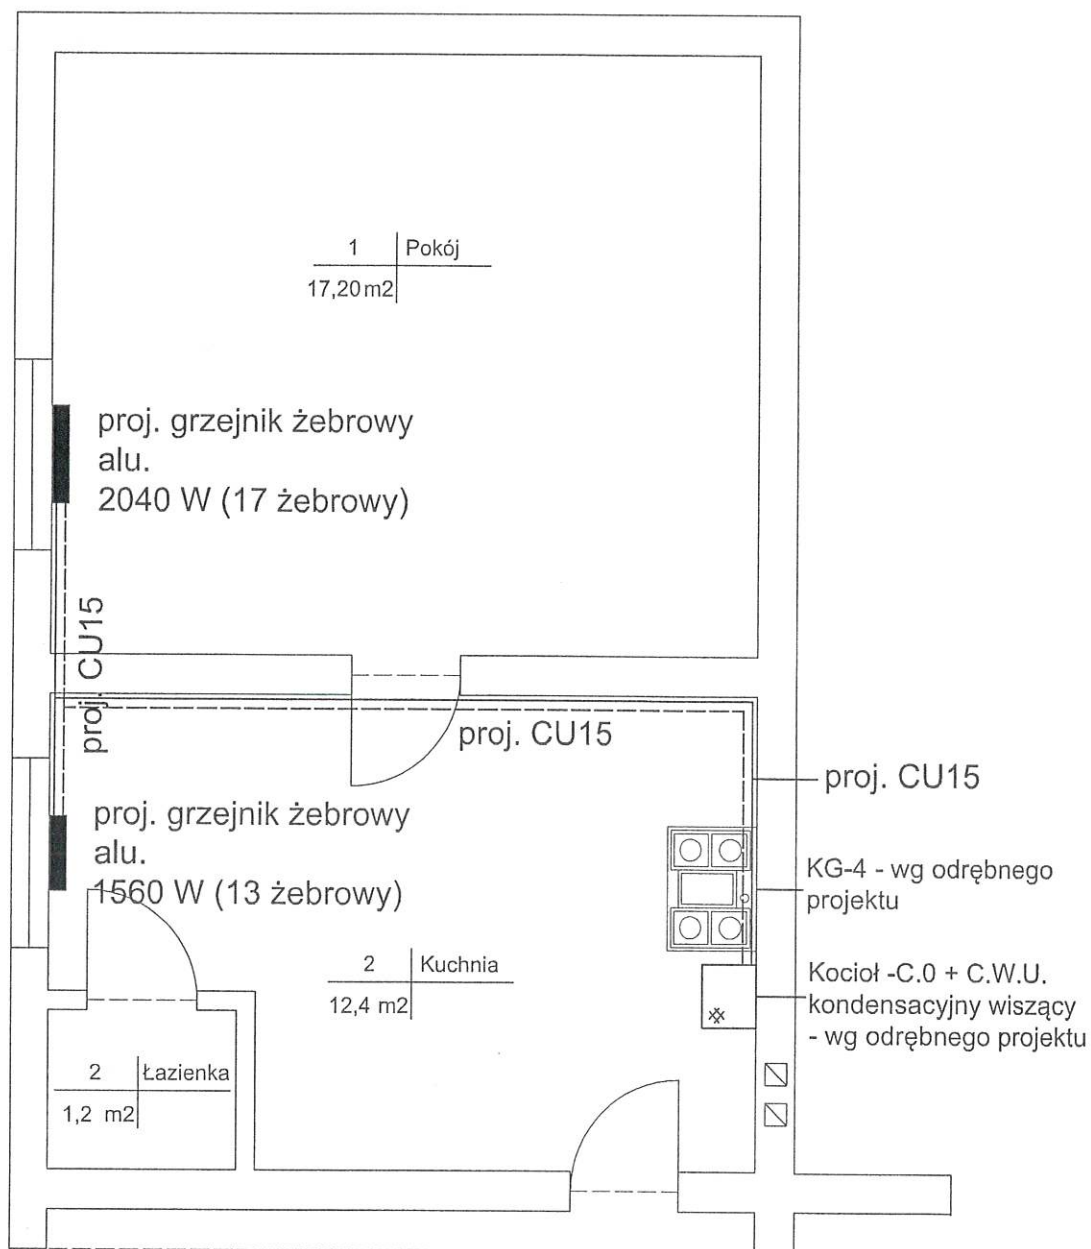 1 Pokój
17,20 m2
proj. grzejnik żebrowy
alu.
2040 W (17 żebrowy)
proj. CU15
proj. CU15
proj. CU15
proj. grzejnik żebrowy
alu.
1560 W (13 żebrowy)
KG-4 - wg odrębnego
projektu
2 Kuchnia
12,4 m2
Kocioł -C.0 + C.W.U.
kondensacyjny wiszący
- wg odrębnego projektu
2 Łazienka
1,2 m2